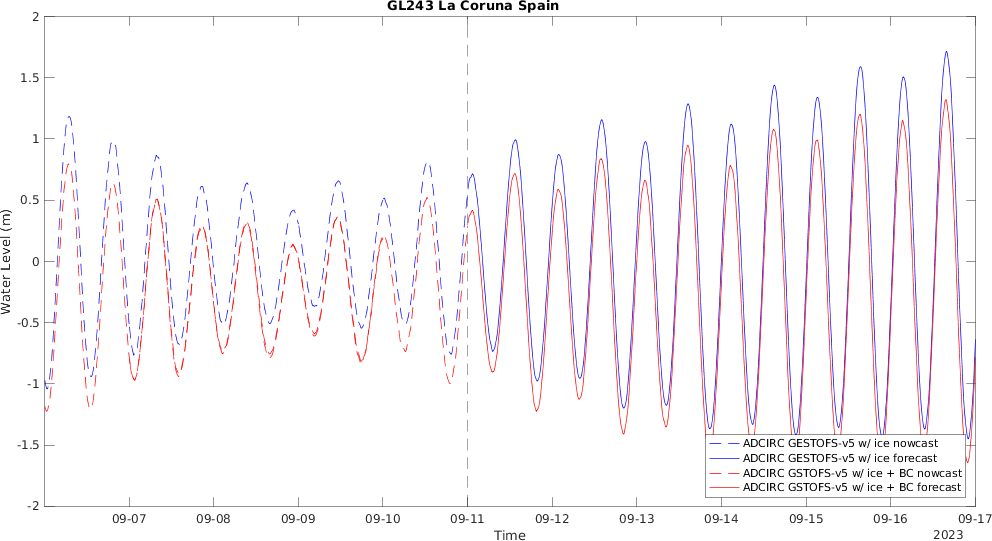 GL243 La Coruna Spain
2
1.5
1
0.5
0
-0.5
-1
-1.5
-2
Water Level (m)
ADCIRC GESTOFS-v5 w/ ice nowcast
ADCIRC GESTOFS-v5 w/ ice forecast
ADCIRC GSTOFS-v5 w/ ice + BC nowcast
ADCIRC GSTOFS-v5 w/ ice + BC forecast
09-07 09-08 09-09 09-10 09-11 09-12 09-13 09-14 09-15 09-16 09-17
Time
2023